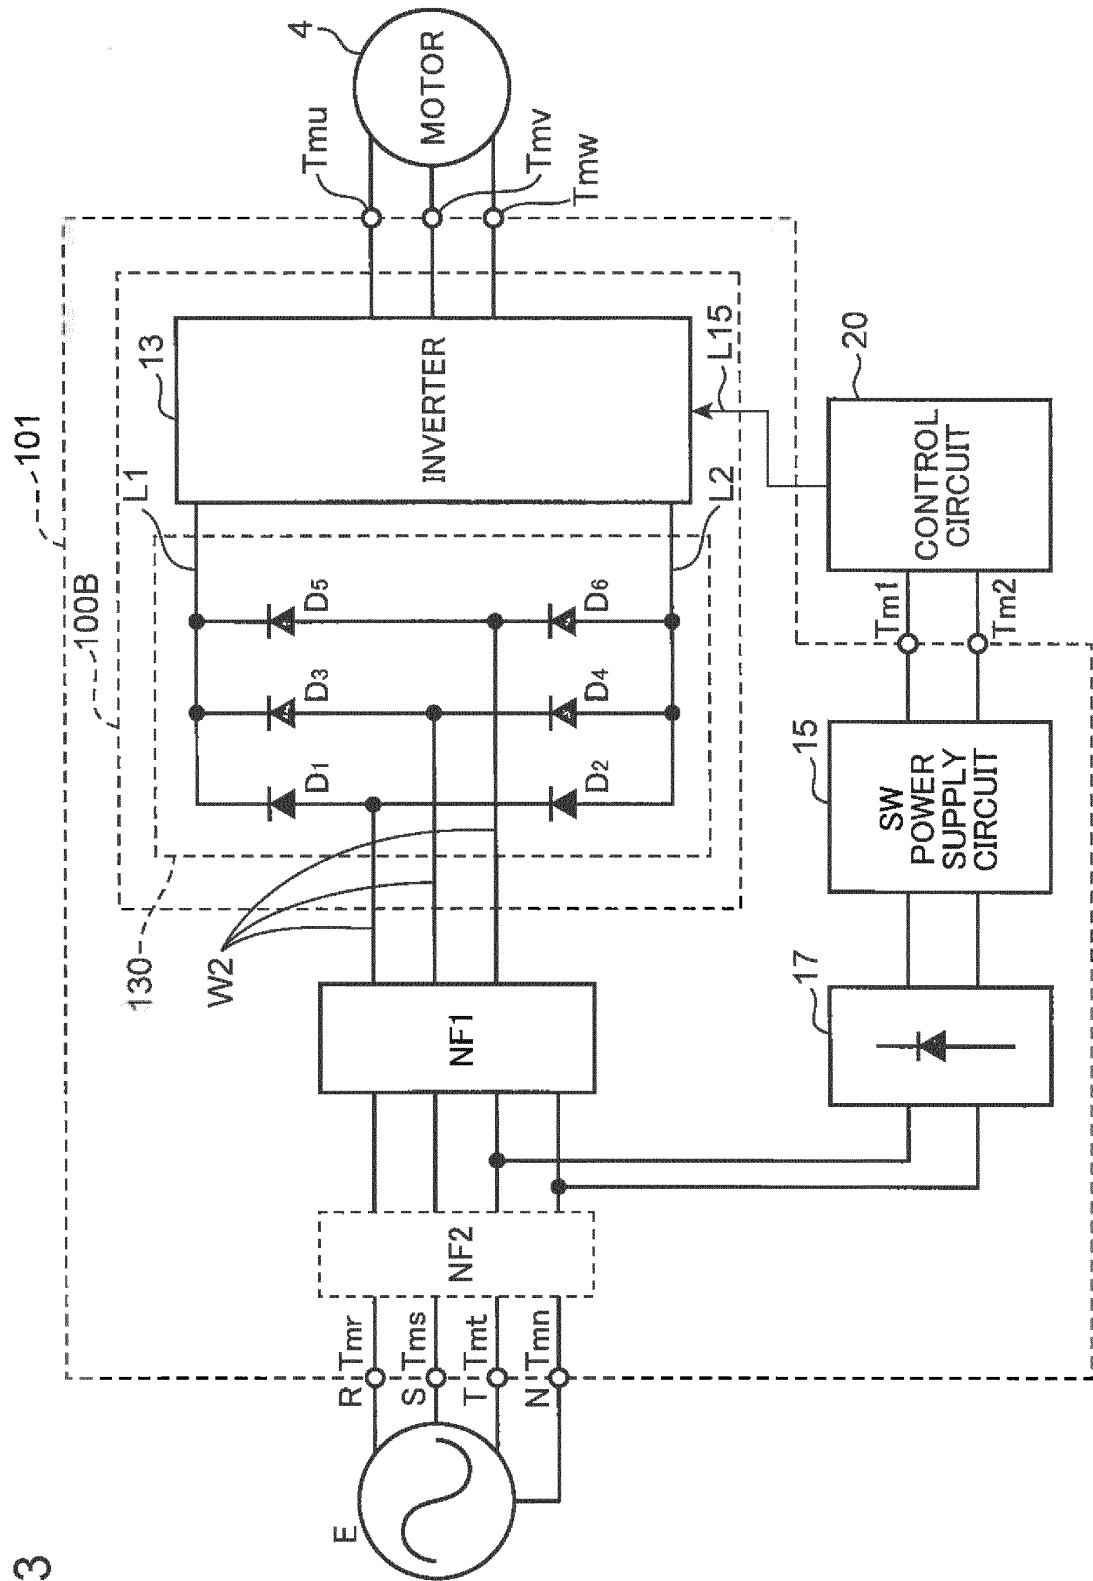 3
101
100B
130
W2
L1
13
INVERTER
L2
L15
Tmu
Tmv
Tmw
4
MOTOR
D5
D6
D3
D4
D1
D2
NF1
NF2
E
R Tmr
S Tms
T Tmt
N Tmn
17
15
SW
POWER
SUPPLY
CIRCUIT
Tm1
Tm2
20
CONTROL
CIRCUIT